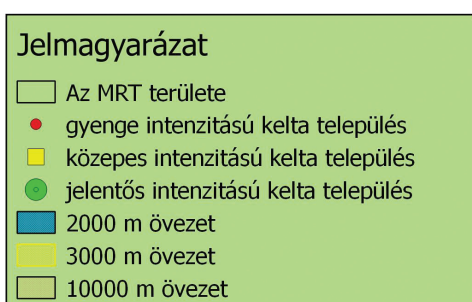 Jelmagyarázat
Az MRT területe
gyenge intenzitású kelta település
közepes intenzitású kelta település
jelentős intenzitású kelta település
2000 m övezet
3000 m övezet
10000 m övezet